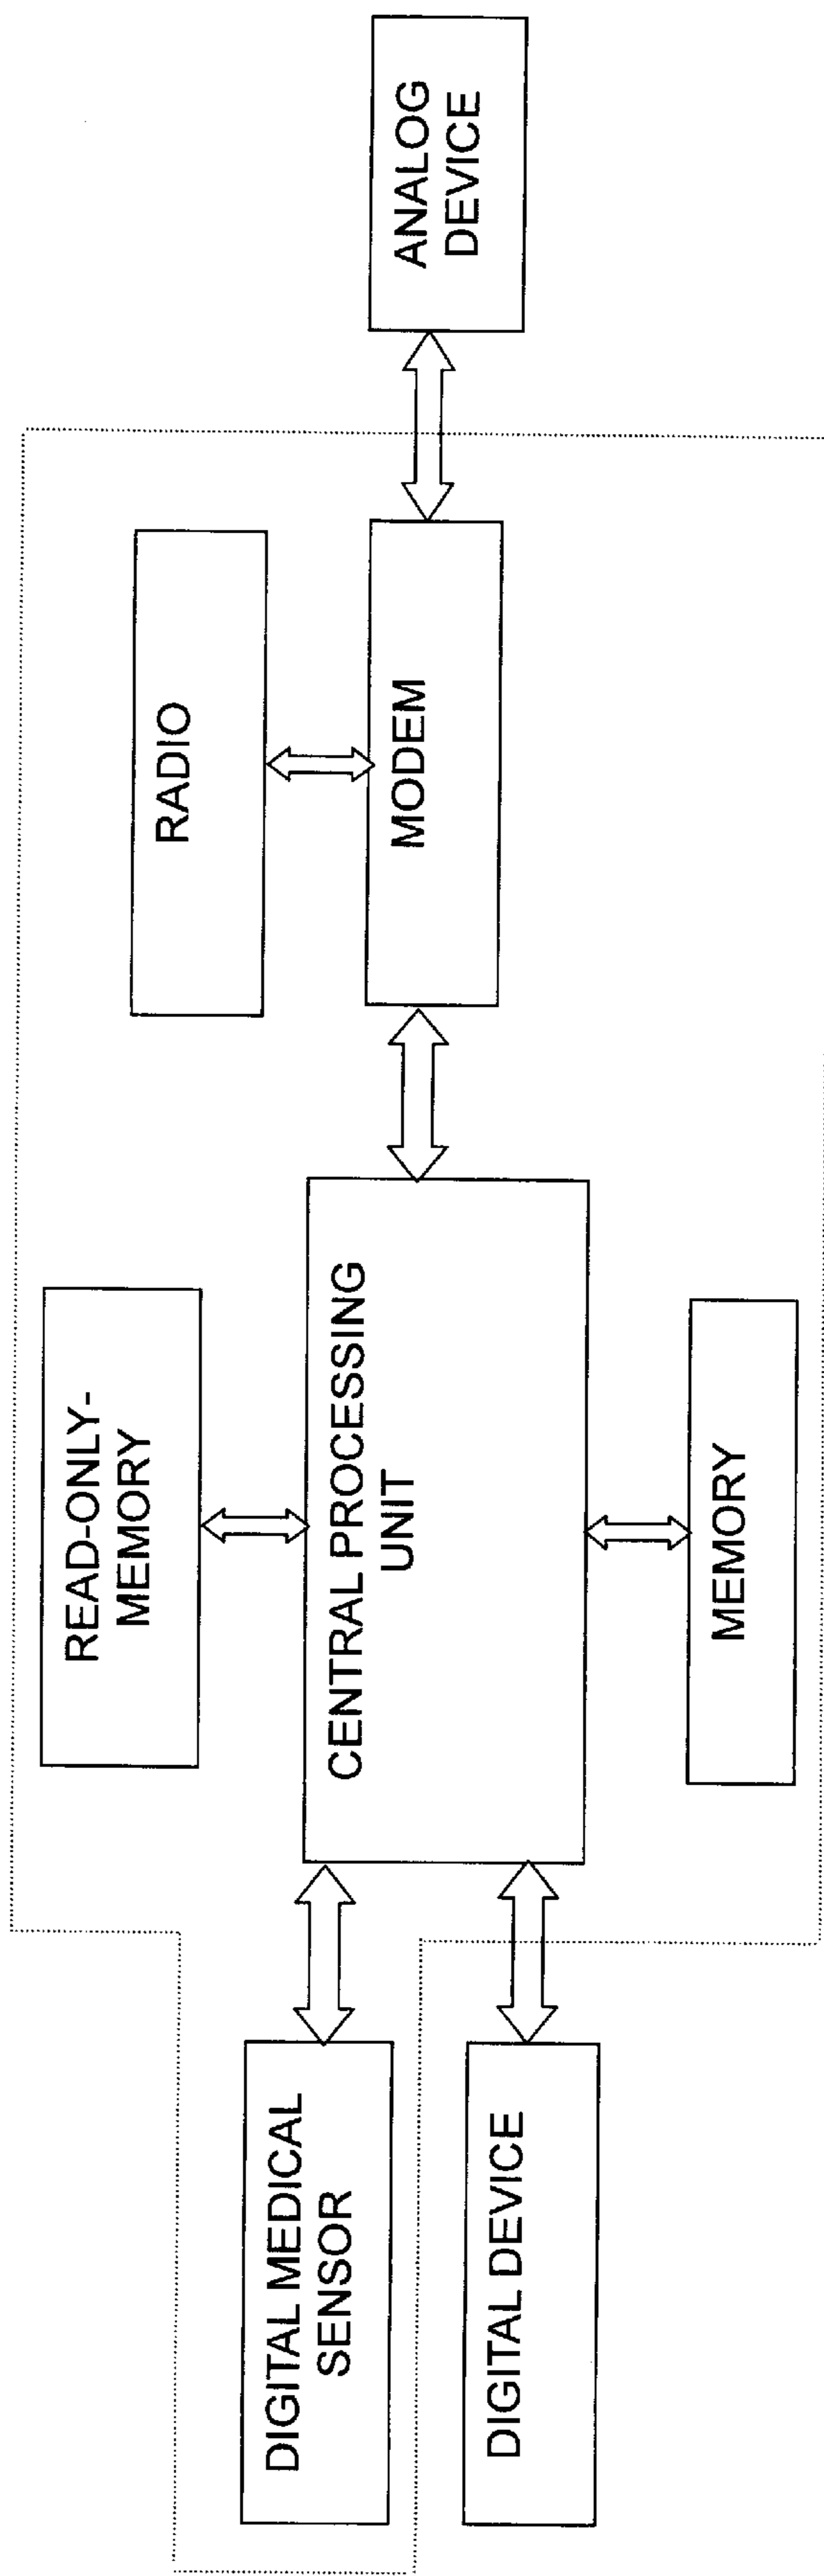 DIGITAL MEDICAL
SENSOR
DIGITAL DEVICE
READ-ONLY-
MEMORY
CENTRAL PROCESSING
UNIT
MEMORY
RADIO
MODEM
ANALOG
DEVICE